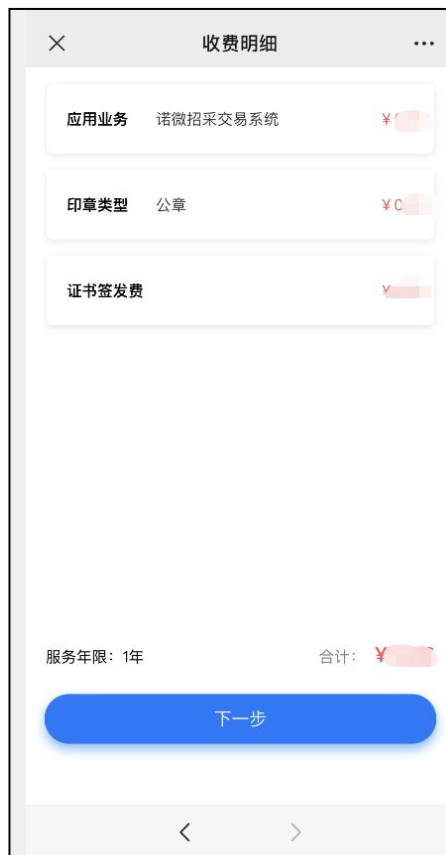 收费明细
应用业务 诺微招采交易系统 ¥
印章类型 公章 ¥0
证书签发费 ¥
服务年限：1年 合计： ¥
下一步